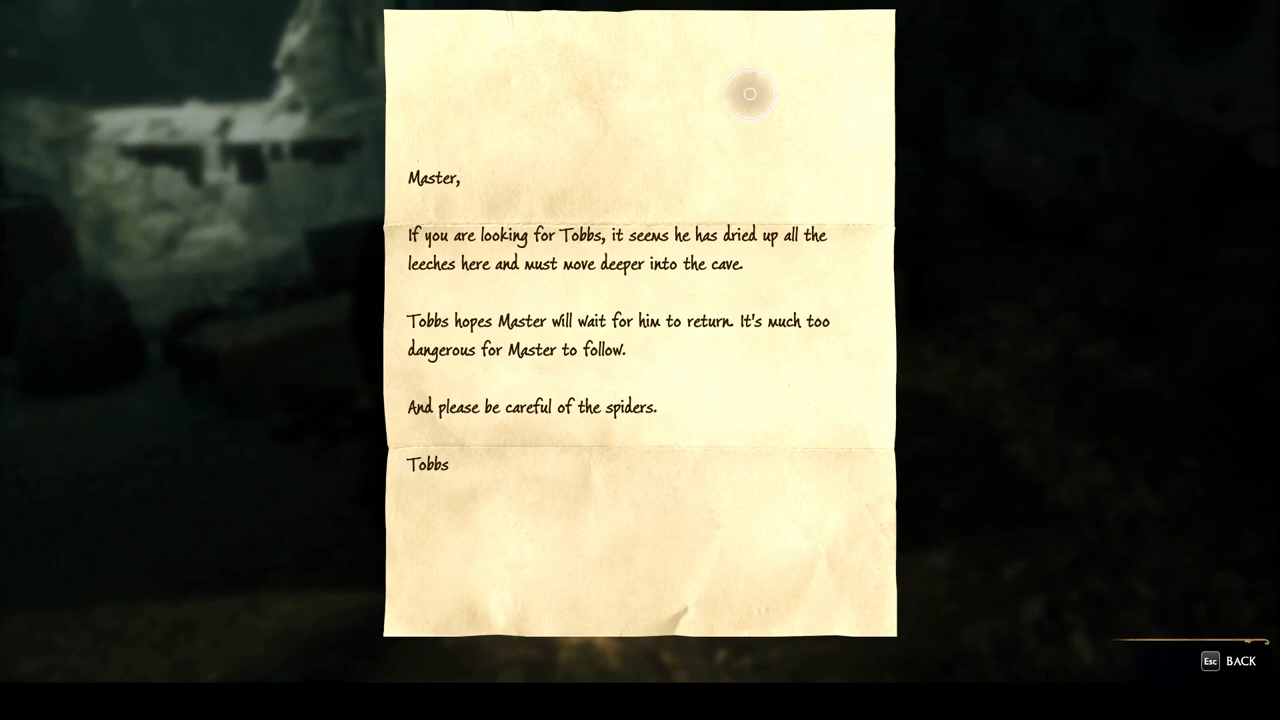 Master,
If you are looking for Tobbs, it seems he has dried up all the
leeches here and must move deeper into the cave.
Tobbs hopes Master will wait for him to return. It's much too
dangerous for Master to follow.
And please be careful of the spiders.
Tobbs
Esc BACK